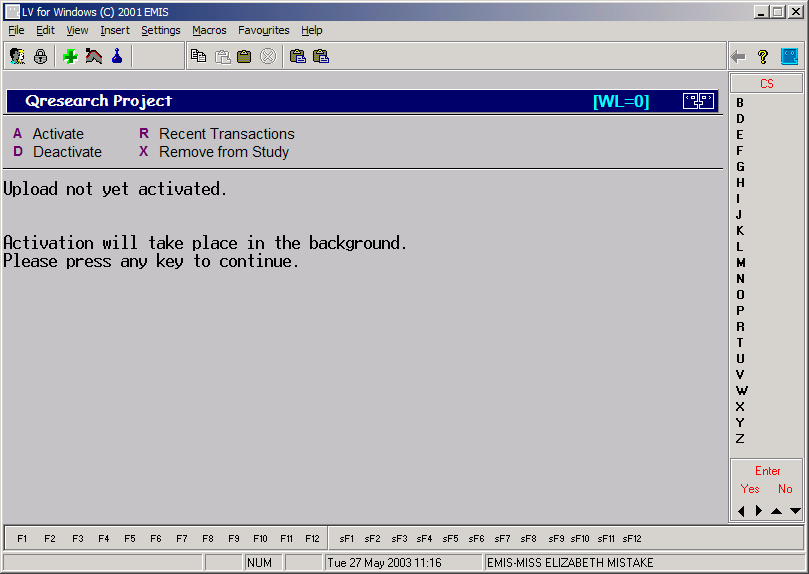 LV for Windows (C) 2001 EMIS
File Edit View Insert Settings Macros Favourites Help
CS
Qresearch Project [WL=0]
A Activate R Recent Transactions
D Deactivate X Remove from Study
Upload not yet activated.
Activation will take place in the background.
Please press any key to continue.
B
D
E
F
G
H
I
J
K
L
M
N
O
P
R
T
U
V
W
X
Y
Z
Enter
Yes No
F1 F2 F3 F4 F5 F6 F7 F8 F9 F10 F11 F12 sF1 sF2 sF3 sF4 sF5 sF6 sF7 sF8 sF9 sF10 sF11 sF12
NUM Tue 27 May 2003 11:16 EMIS-MISS ELIZABETH MISTAKE